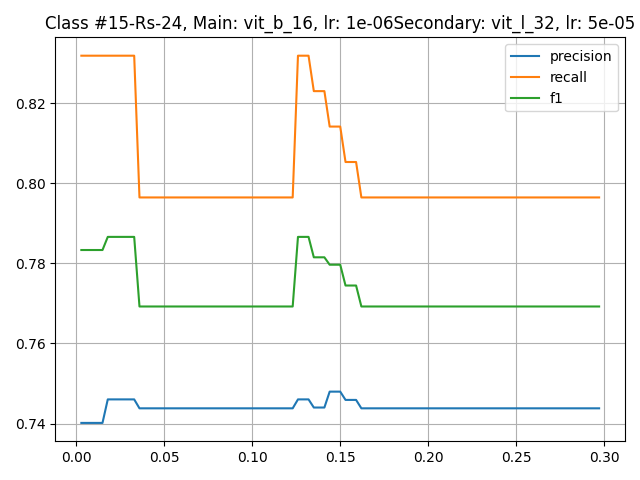 Class #15-Rs-24, Main: vit_b_16, lr: 1e-06Secondary: vit_l_32, lr: 5e-05
precision
recall
f1
0.82
0.80
0.78
0.76
0.74
0.00 0.05 0.10 0.15 0.20 0.25 0.30